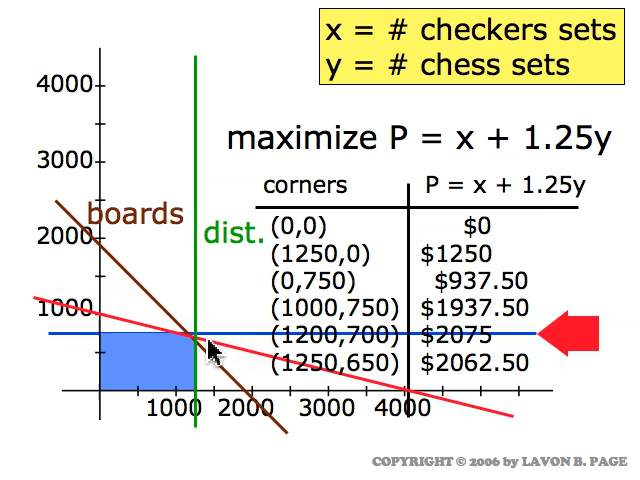 x = # checkers sets
y = # chess sets
4000
maximize P = x + 1.25y
3000
corners P = x + 1.25y
boards
2000
dist.
(0,0) $0
(1250,0) $1250
(0,750) $937.50
1000
(1000,750) $1937.50
(1200,700) $2075
(1250,650) $2062.50
1000 2000 3000 4000
COPYRIGHT © 2006 by LAVON B. PAGE